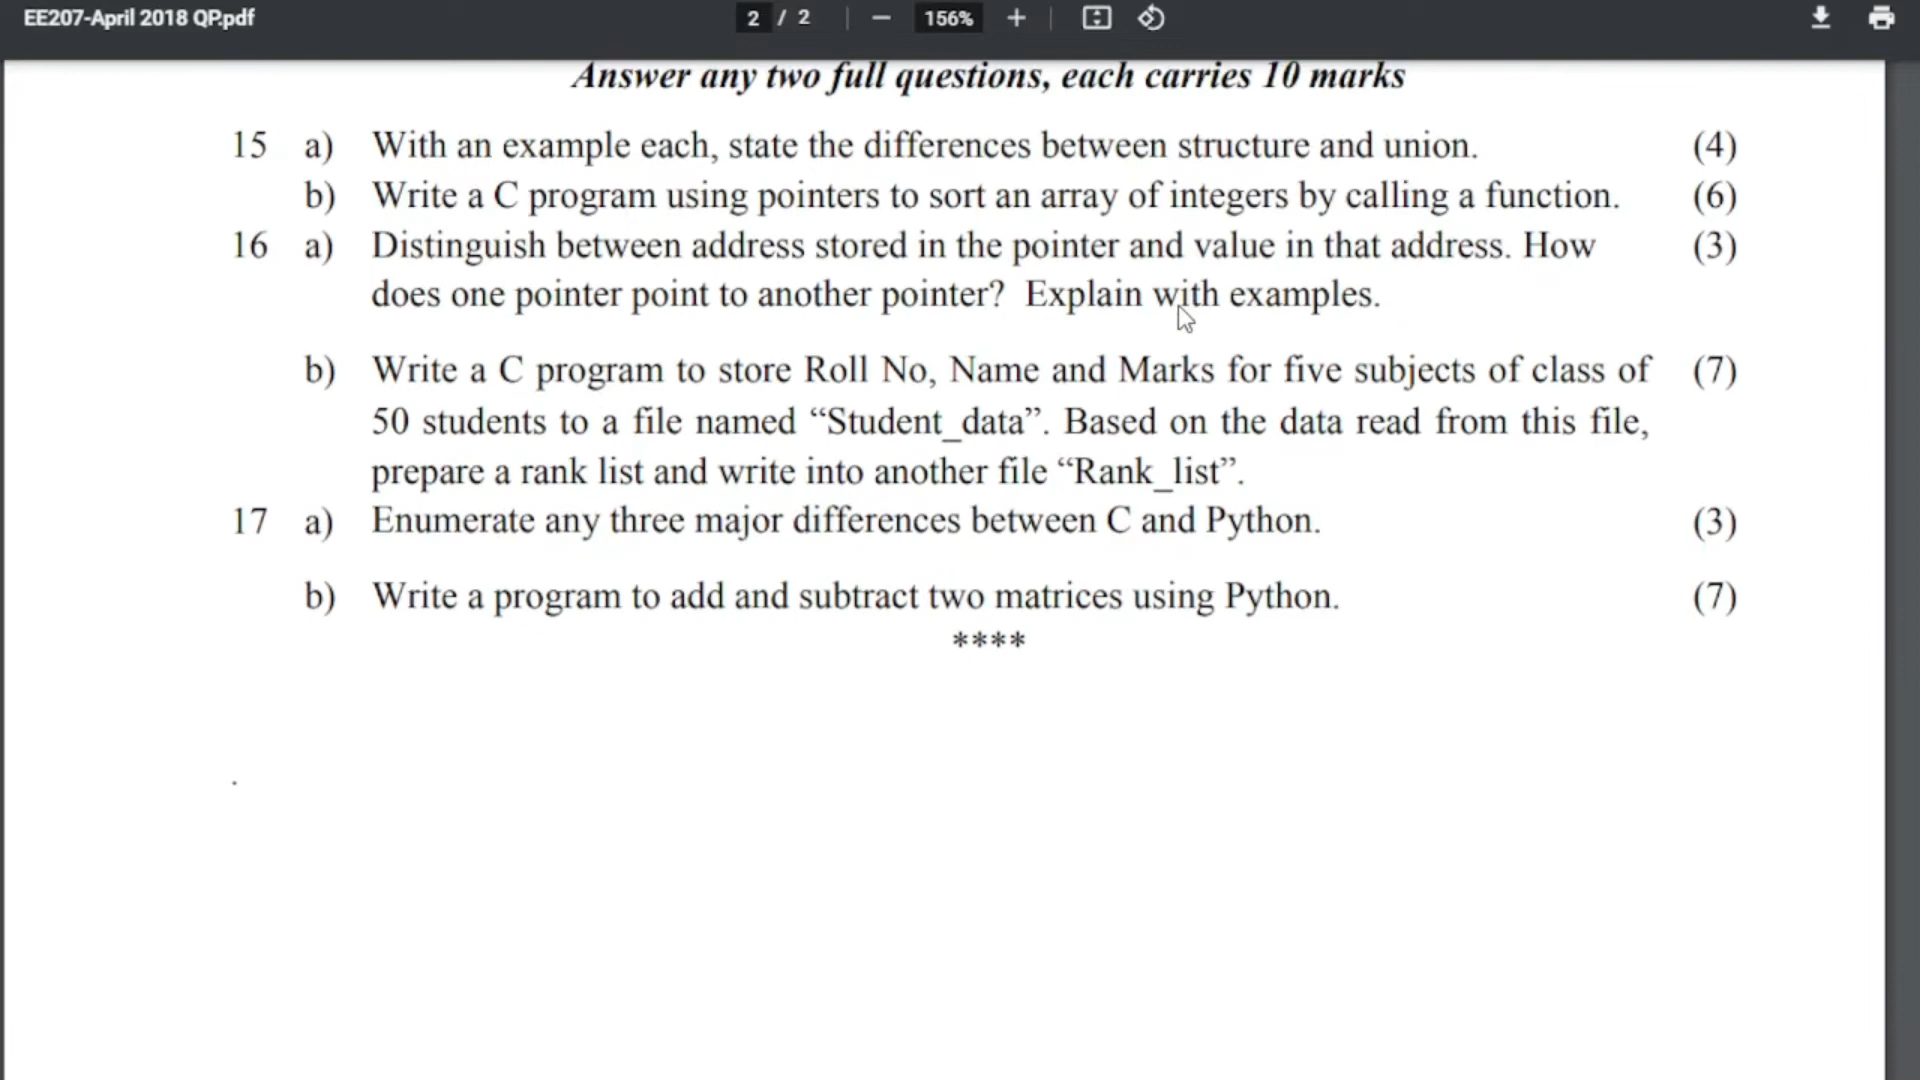 EE207-April 2018 QP.pdf 2 / 2 156%
Answer any two full questions, each carries 10 marks
15 a) With an example each, state the differences between structure and union. (4)
b) Write a C program using pointers to sort an array of integers by calling a function. (6)
16 a) Distinguish between address stored in the pointer and value in that address. How (3)
does one pointer point to another pointer? Explain with examples.
b) Write a C program to store Roll No, Name and Marks for five subjects of class of (7)
50 students to a file named “Student_data”. Based on the data read from this file,
prepare a rank list and write into another file “Rank_list”.
17 a) Enumerate any three major differences between C and Python. (3)
b) Write a program to add and subtract two matrices using Python. (7)
****